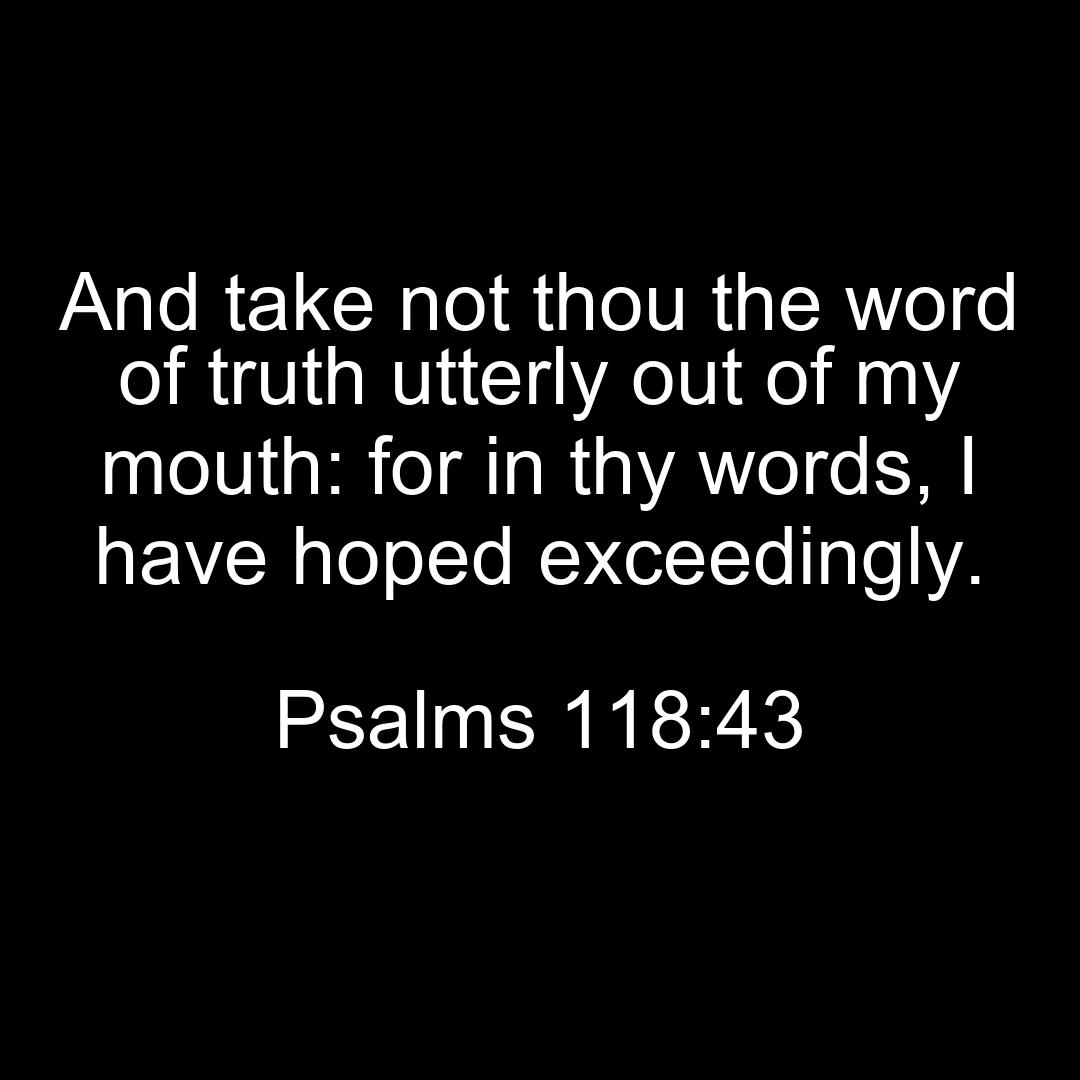 And take not thou the word
of truth utterly out of my
mouth: for in thy words, I
have hoped exceedingly.
Psalms 118:43